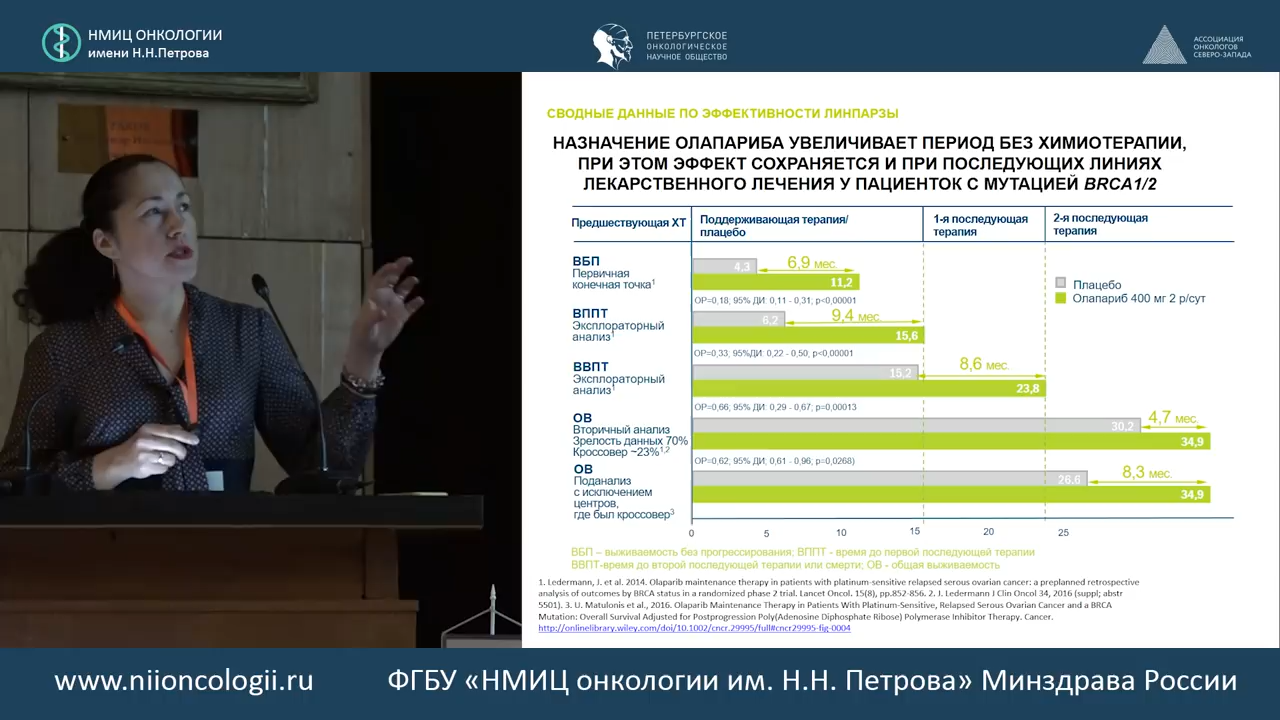 НМИЦ ОНКОЛОГИИ
имени Н.Н.Петрова
ПЕТЕРБУРГСКОЕ
ОНКОЛОГИЧЕСКОЕ
НАУЧНОЕ ОБЩЕСТВО
АССОЦИАЦИЯ
ОНКОЛОГОВ
СЕВЕРО-ЗАПАДА
СВОДНЫЕ ДАННЫЕ ПО ЭФФЕКТИВНОСТИ ЛИНПАРЗЫ
НАЗНАЧЕНИЕ ОЛАПАРИБА УВЕЛИЧИВАЕТ ПЕРИОД БЕЗ ХИМИОТЕРАПИИ,
ПРИ ЭТОМ ЭФФЕКТ СОХРАНЯЕТСЯ И ПРИ ПОСЛЕДУЮЩИХ ЛИНИЯХ
ЛЕКАРСТВЕННОГО ЛЕЧЕНИЯ У ПАЦИЕНТОК С МУТАЦИЕЙ BRCA1/2
Предшествующая ХТ
Поддерживающая терапия/
плацебо
1-я последующая
терапия
2-я последующая
терапия
ВБП
Первичная
конечная точка1
4,3
6,9 мес.
11,2
ОР=0,18; 95% ДИ: 0,11 - 0,31; p<0,00001
Плацебо
Олапариб 400 мг 2 р/сут
ВППТ
Эксплораторный
анализ1
6,2
9,4 мес.
15,6
ОР=0,33; 95%ДИ: 0,22 - 0,50; p<0,00001
ВВПТ
Эксплораторный
анализ1
15,2
8,6 мес.
23,8
ОР=0,66; 95% ДИ: 0,29 - 0,67; p=0,00013
ОВ
Вторичный анализ
Зрелость данных 70%
Кроссовер ~23%1,2
30,2
4,7 мес.
34,9
ОР=0,62; 95% ДИ: 0,61 - 0,96; p=0,0268)
ОВ
Поданализ
с исключением
центров,
где был кроссовер3
26,6
8,3 мес.
34,9
0 5 10 15 20 25
ВБП – выживаемость без прогрессирования; ВППТ - время до первой последующей терапии
ВВПТ-время до второй последующей терапии или смерти; ОВ - общая выживаемость
1. Ledermann, J. et al. 2014. Olaparib maintenance therapy in patients with platinum-sensitive relapsed serous ovarian cancer: a preplanned retrospective
analysis of outcomes by BRCA status in a randomized phase 2 trial. Lancet Oncol. 15(8), pp.852-856. 2. J. Ledermann J Clin Oncol 34, 2016 (suppl; abstr
5501). 3. U. Matulonis et al., 2016. Olaparib Maintenance Therapy in Patients With Platinum-Sensitive, Relapsed Serous Ovarian Cancer and a BRCA
Mutation: Overall Survival Adjusted for Postprogression Poly(Adenosine Diphosphate Ribose) Polymerase Inhibitor Therapy. Cancer.
http://onlinelibrary.wiley.com/doi/10.1002/cncr.29995/full#cncr29995-fig-0004
www.niioncologii.ru
ФГБУ «НМИЦ онкологии им. Н.Н. Петрова» Минздрава России